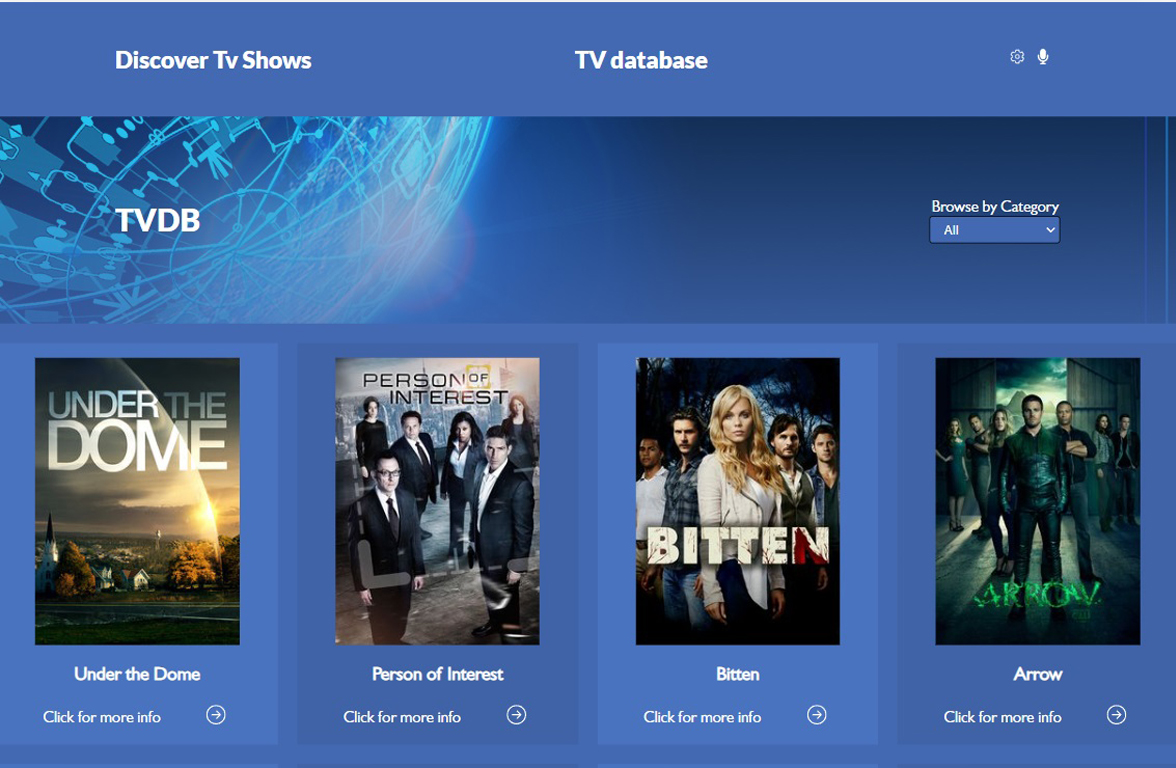 Discover Tv Shows
TV database
TVDB
Browse by Category
All
UNDER THE
DOME
PERSON OF
INTEREST
BITTEN
ARROW
Under the Dome
Person of Interest
Bitten
Arrow
Click for more info
Click for more info
Click for more info
Click for more info